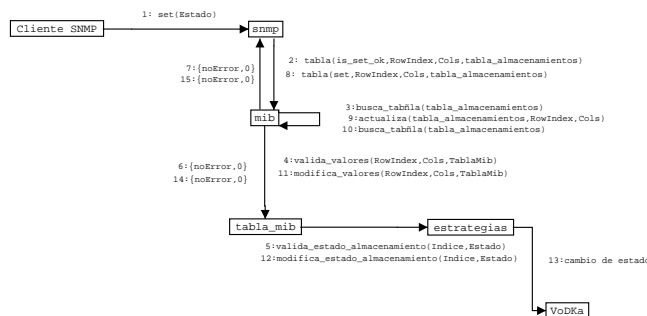 1: set(Estado)
Cliente SNMP
snmp
2: tabla(is_set_ok,RowIndex,Cols,tabla_almacenamientos)
7:{noError,0}
8: tabla(set,RowIndex,Cols,tabla_almacenamientos)
15:{noError,0}
3:busca_tabñla(tabla_almacenamientos)
mib
9:actualiza(tabla_almacenamientos,RowIndex,Cols)
10:busca_tabñla(tabla_almacenamientos)
4:valida_valores(RowIndex,Cols,TablaMib)
6:{noError,0}
11:modifica_valores(RowIndex,Cols,TablaMib)
14:{noError,0}
tabla_mib
estrategias
5:valida_estado_almacenamiento(Indice,Estado)
12:modifica_estado_almacenamiento(Indice,Estado)
13:cambio de estado
VoDKa